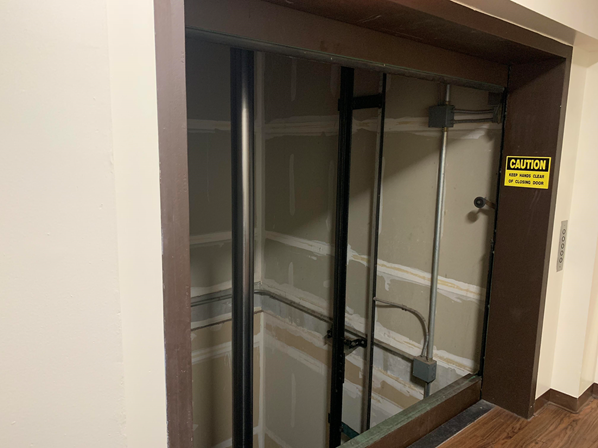 CAUTION
KEEP HANDS CLEAR
OF CLOSING DOOR